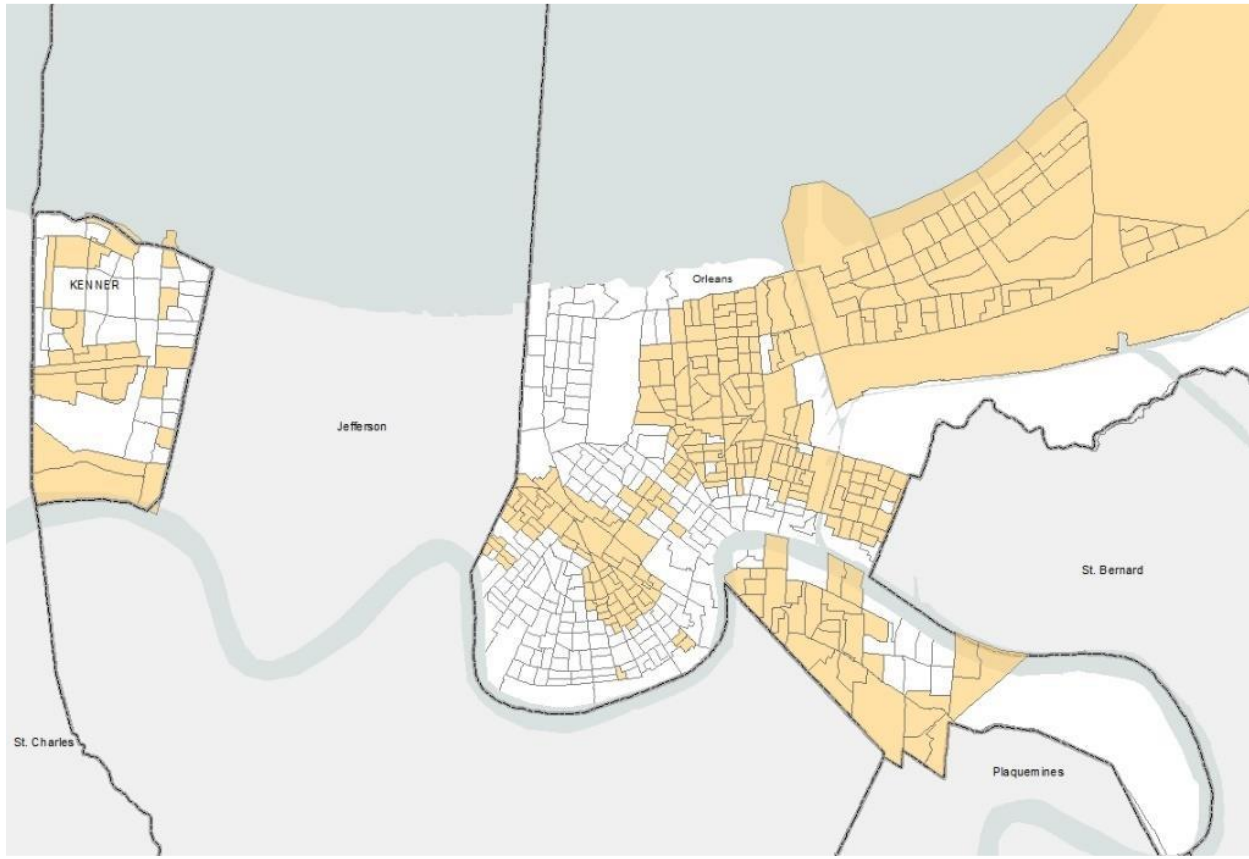 Orleans
KENNER
Jefferson
St. Bernard
St. Charles
Plaquemines